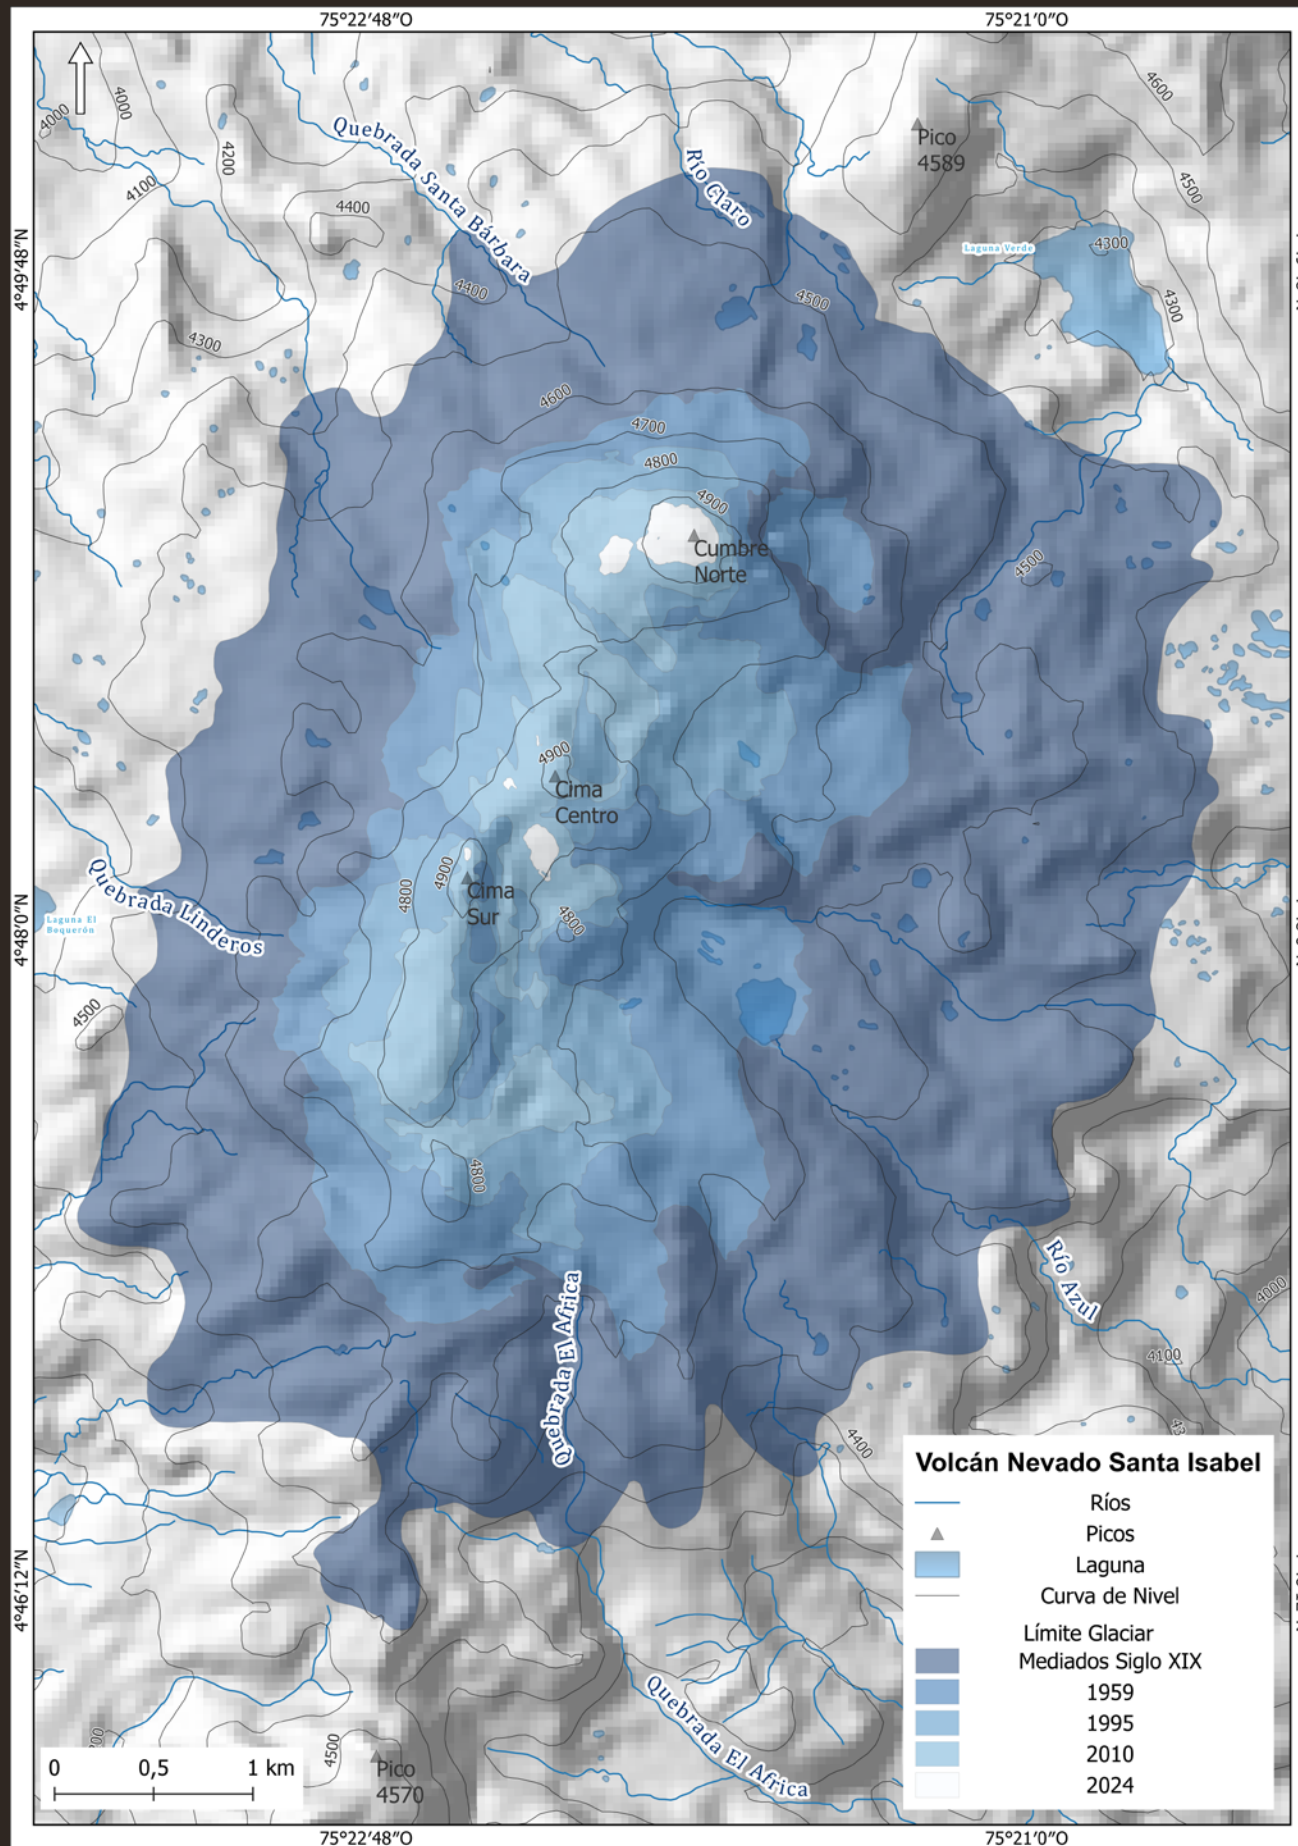 75°22'48"O
75°21'0"O
4000
4000
4100
4200
4400
Quebrada Santa Bárbara
Río Claro
Pico
4589
4600
4500
4°49'48"N
Laguna Verde
4300
4300
4400
4500
4300
4600
4700
4800
4900
Cumbre
Norte
4500
4900
Cima
Centro
4900
4800
Cima
Sur
4800
Quebrada Linderos
Laguna El
Boquerón
4°48'0"N
4500
4800
Río Azul
4000
4100
Quebrada El Africa
4400
4°46'12"N
Quebrada El Africa
4500
Pico
4570
0 0,5 1 km
Volcán Nevado Santa Isabel
Ríos
Picos
Laguna
Curva de Nivel
Límite Glaciar
Mediados Siglo XIX
1959
1995
2010
2024
75°22'48"O
75°21'0"O